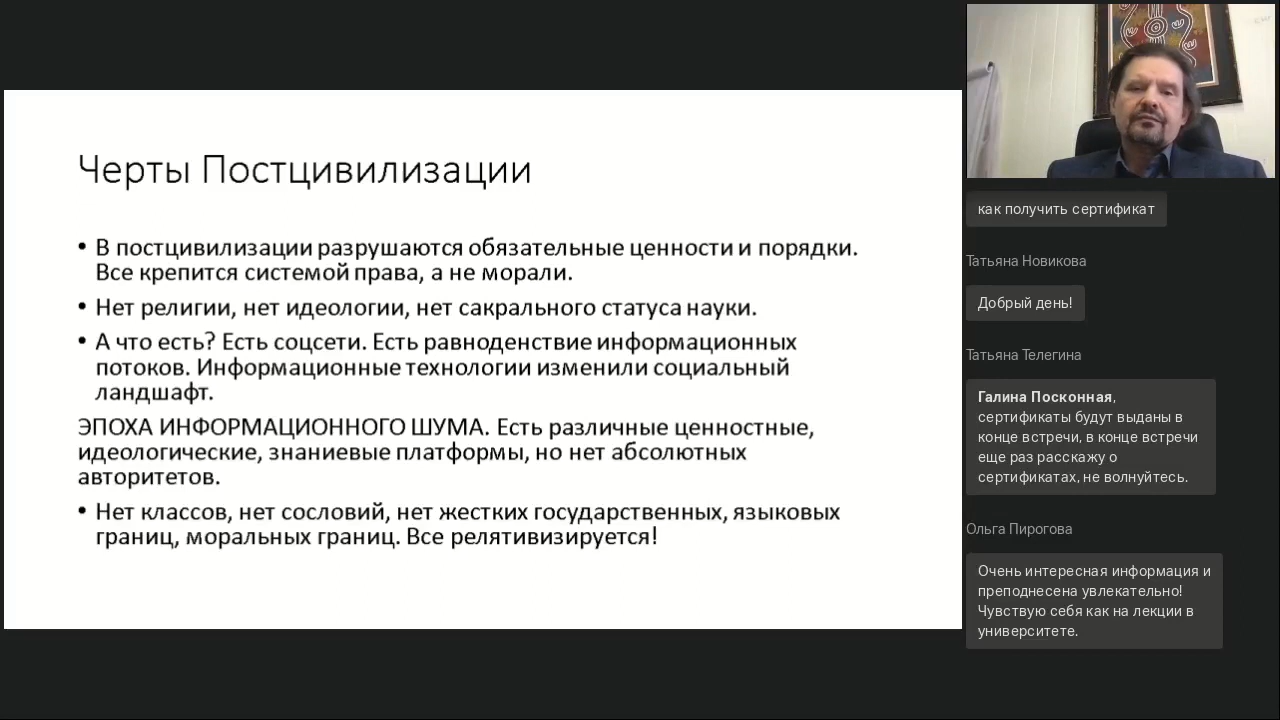 Черты Постцивилизации
• В постцивилизации разрушаются обязательные ценности и порядки.
Все крепится системой права, а не морали.
• Нет религии, нет идеологии, нет сакрального статуса науки.
• А что есть? Есть соцсети. Есть равноденствие информационных
потоков. Информационные технологии изменили социальный
ландшафт.
ЭПОХА ИНФОРМАЦИОННОГО ШУМА. Есть различные ценностные,
идеологические, знаниевые платформы, но нет абсолютных
авторитетов.
• Нет классов, нет сословий, нет жестких государственных, языковых
границ, моральных границ. Все релятивизируется!
как получить сертификат
Татьяна Новикова
Добрый день!
Татьяна Телегина
Галина Посконная,
сертификаты будут выданы в
конце встречи, в конце встречи
еще раз расскажу о
сертификатах, не волнуйтесь.
Ольга Пирогова
Очень интересная информация и
преподнесена увлекательно!
Чувствую себя как на лекции в
университете.